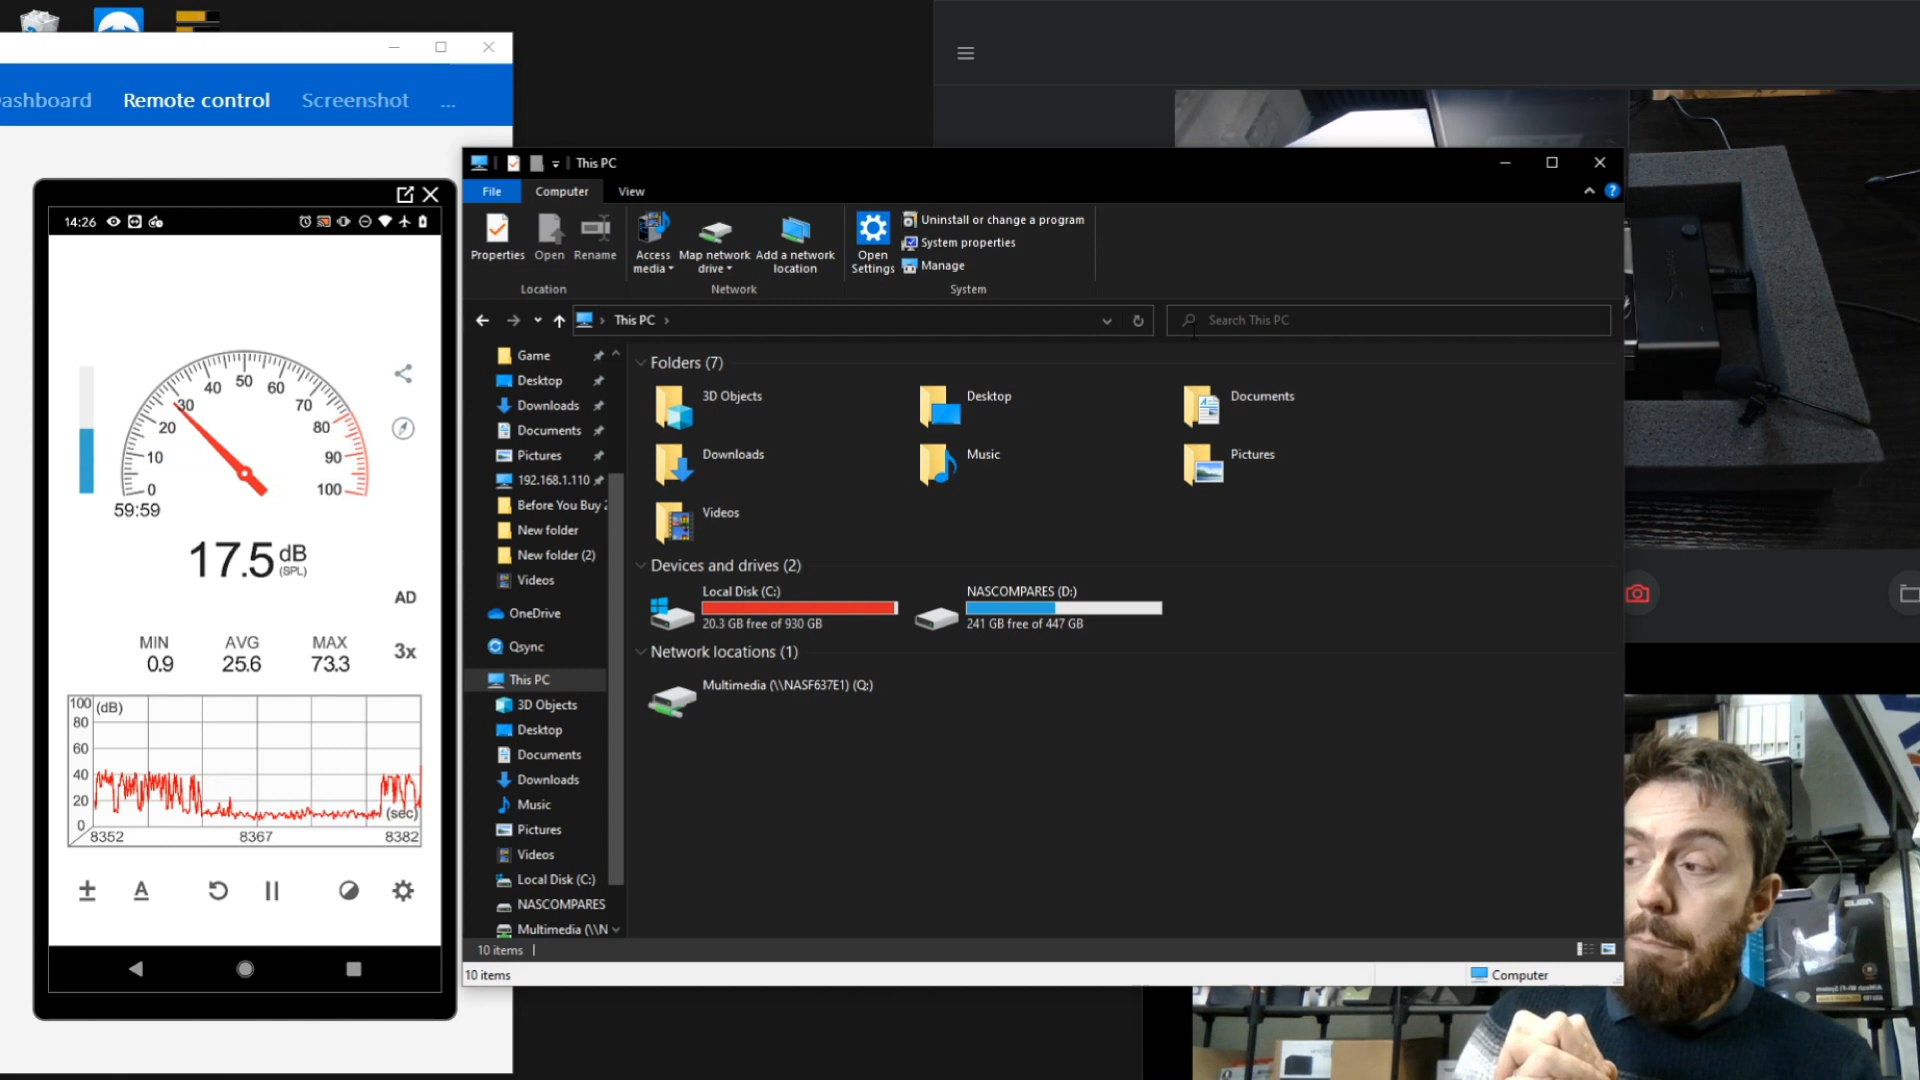 ashboard
Remote control
Screenshot
...
14:26
40 50 60
30 70
20 80
10 90
0 100
59:59
17.5 dB
(SPL)
AD
MIN AVG MAX
0.9 25.6 73.3
3x
100 (dB)
80
60
40
20
0
(sec)
8352 8367 8382
A
This PC
File Computer View
Properties
Open
Rename
Access media
Map network drive
Add a network location
Open Settings
Uninstall or change a program
System properties
Manage
Location
Network
System
This PC
Search This PC
Game
Desktop
Downloads
Documents
Pictures
192.168.1.110
Before You Buy 2
New folder
New folder (2)
Videos
OneDrive
Qsync
This PC
3D Objects
Desktop
Documents
Downloads
Music
Pictures
Videos
Local Disk (C:)
NASCOMPARES
Multimedia (\\N
Folders (7)
3D Objects
Desktop
Documents
Downloads
Music
Pictures
Videos
Devices and drives (2)
Local Disk (C:)
20.3 GB free of 930 GB
NASCOMPARES (D:)
241 GB free of 447 GB
Network locations (1)
Multimedia (\\NASF637E1) (Q:)
10 items
10 items
Computer